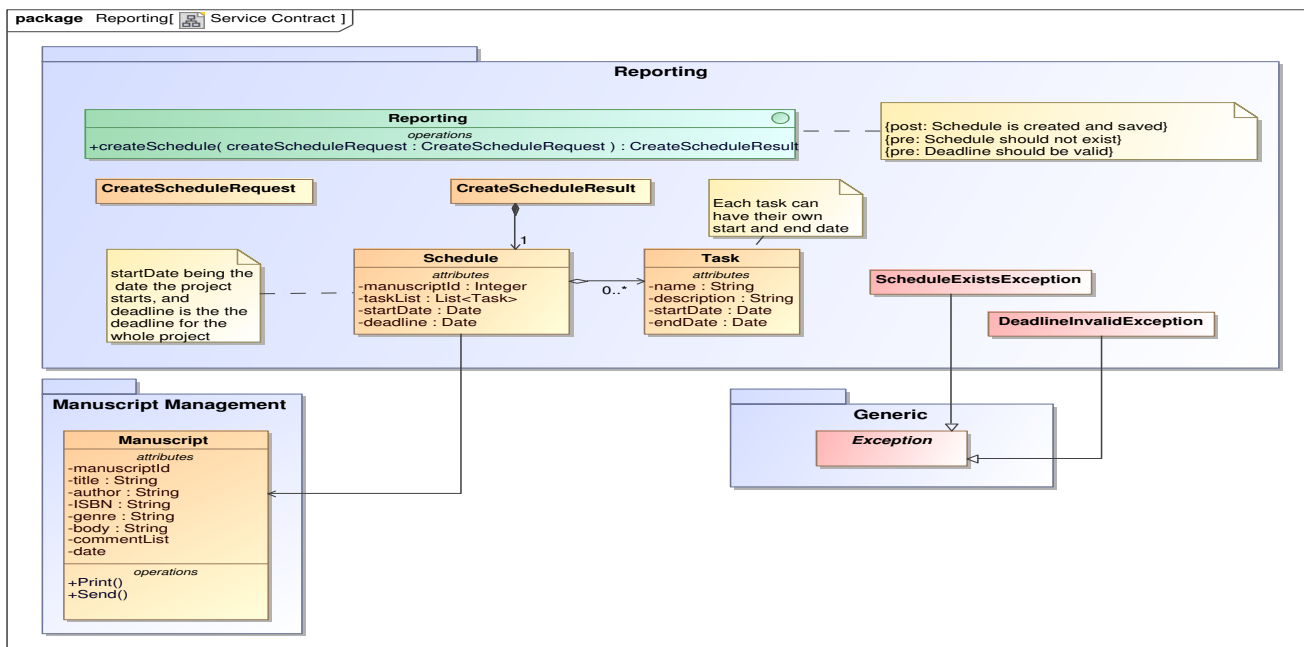 package Reporting[ Service Contract ]
Reporting
Reporting
operations
+createSchedule( createScheduleRequest : CreateScheduleRequest ) : CreateScheduleResult
{post: Schedule is created and saved}
{pre: Schedule should not exist}
{pre: Deadline should be valid}
CreateScheduleRequest
CreateScheduleResult
Each task can
have their own
start and end date
1
startDate being the
date the project
starts, and
deadline is the the
deadline for the
whole project
Schedule
attributes
-manuscriptId : Integer
-taskList : List<Task>
-startDate : Date
-deadline : Date
0..*
Task
attributes
-name : String
-description : String
-startDate : Date
-endDate : Date
ScheduleExistsException
DeadlineInvalidException
Manuscript Management
Manuscript
attributes
-manuscriptId
-title : String
-author : String
-ISBN : String
-genre : String
-body : String
-commentList
-date
operations
+Print()
+Send()
Generic
Exception